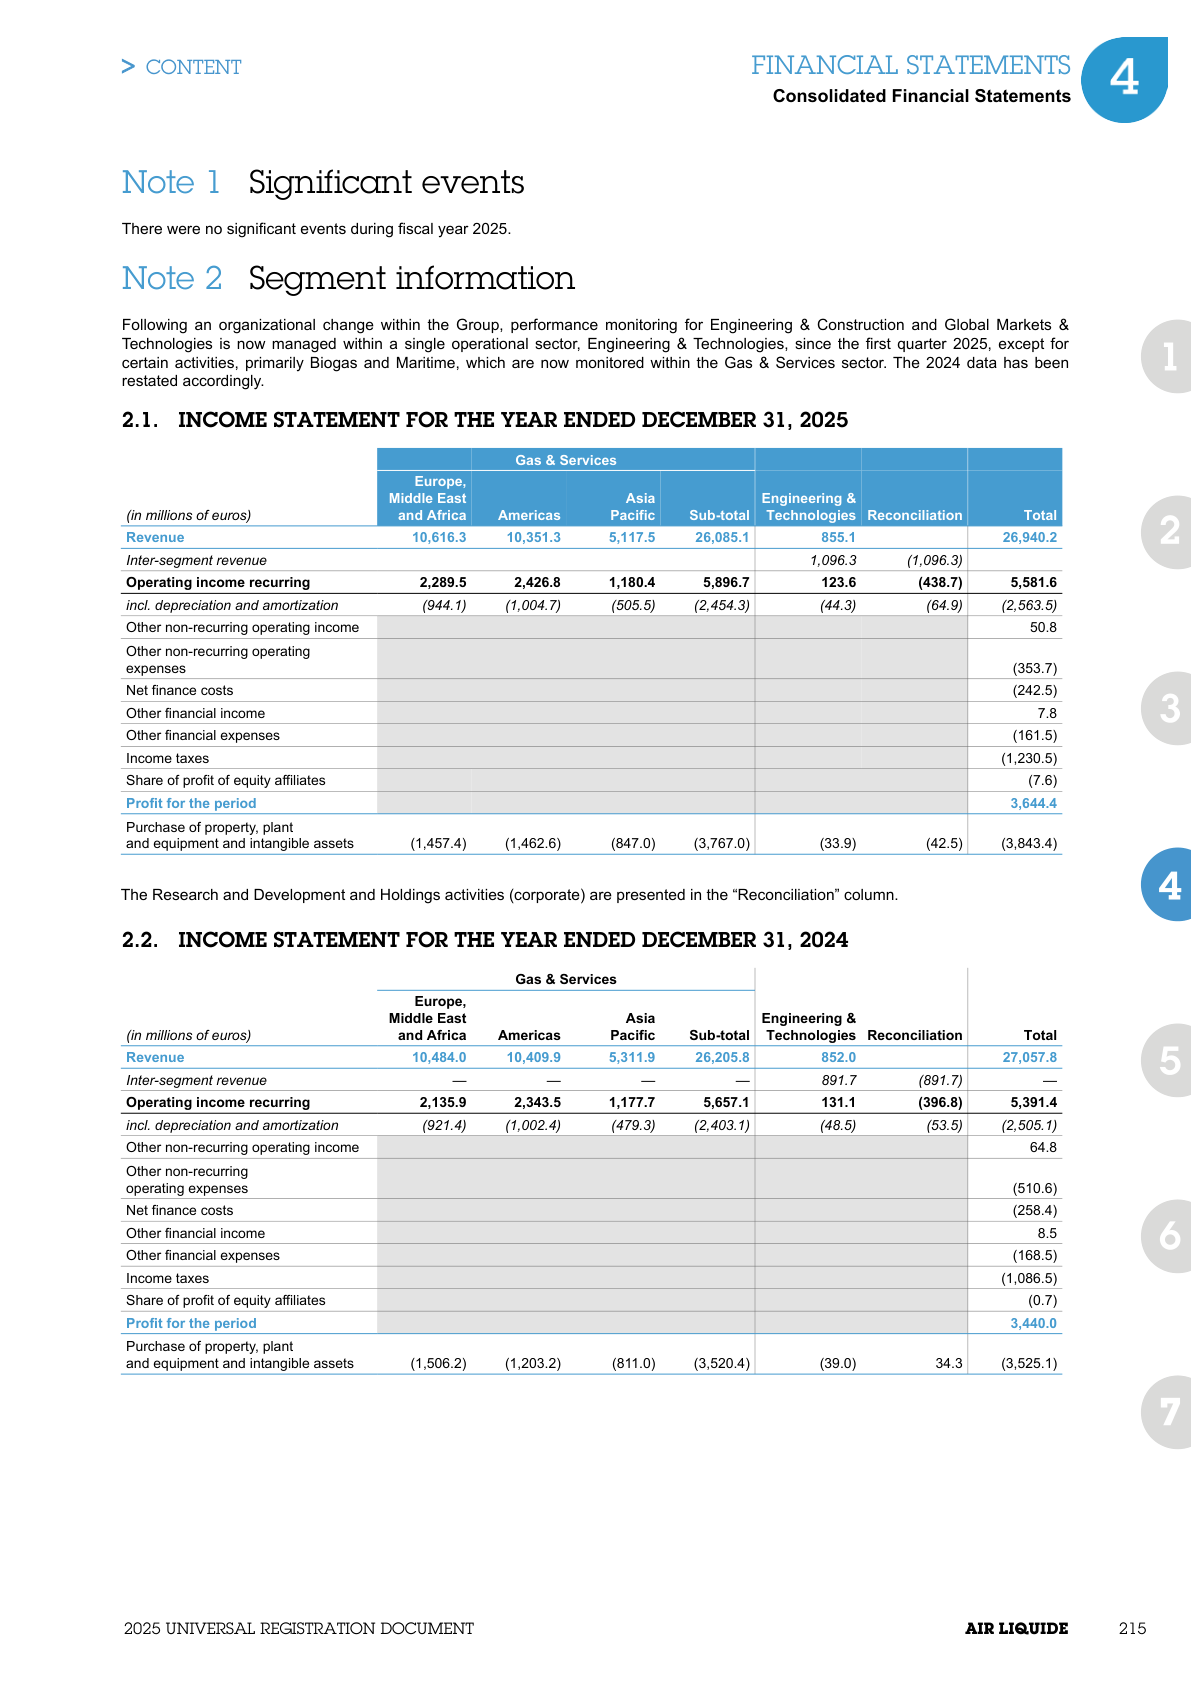 > CONTENT
FINANCIAL STATEMENTS
Consolidated Financial Statements
4
Note 1 Significant events
There were no significant events during fiscal year 2025.
Note 2 Segment information
Following an organizational change within the Group, performance monitoring for Engineering & Construction and Global Markets &
Technologies is now managed within a single operational sector, Engineering & Technologies, since the first quarter 2025, except for
certain activities, primarily Biogas and Maritime, which are now monitored within the Gas & Services sector. The 2024 data has been
restated accordingly.
2.1. INCOME STATEMENT FOR THE YEAR ENDED DECEMBER 31, 2025
Gas & Services
(in millions of euros) Europe, Middle East and Africa Americas Asia Pacific Sub-total Engineering & Technologies Reconciliation Total
Revenue 10,616.3 10,351.3 5,117.5 26,085.1 855.1 26,940.2
Inter-segment revenue 1,096.3 (1,096.3)
Operating income recurring 2,289.5 2,426.8 1,180.4 5,896.7 123.6 (438.7) 5,581.6
incl. depreciation and amortization (944.1) (1,004.7) (505.5) (2,454.3) (44.3) (64.9) (2,563.5)
Other non-recurring operating income 50.8
Other non-recurring operating
expenses (353.7)
Net finance costs (242.5)
Other financial income 7.8
Other financial expenses (161.5)
Income taxes (1,230.5)
Share of profit of equity affiliates (7.6)
Profit for the period 3,644.4
Purchase of property, plant
and equipment and intangible assets (1,457.4) (1,462.6) (847.0) (3,767.0) (33.9) (42.5) (3,843.4)
The Research and Development and Holdings activities (corporate) are presented in the “Reconciliation” column.
2.2. INCOME STATEMENT FOR THE YEAR ENDED DECEMBER 31, 2024
Gas & Services
(in millions of euros) Europe, Middle East and Africa Americas Asia Pacific Sub-total Engineering & Technologies Reconciliation Total
Revenue 10,484.0 10,409.9 5,311.9 26,205.8 852.0 27,057.8
Inter-segment revenue — — — — 891.7 (891.7) —
Operating income recurring 2,135.9 2,343.5 1,177.7 5,657.1 131.1 (396.8) 5,391.4
incl. depreciation and amortization (921.4) (1,002.4) (479.3) (2,403.1) (48.5) (53.5) (2,505.1)
Other non-recurring operating income 64.8
Other non-recurring
operating expenses (510.6)
Net finance costs (258.4)
Other financial income 8.5
Other financial expenses (168.5)
Income taxes (1,086.5)
Share of profit of equity affiliates (0.7)
Profit for the period 3,440.0
Purchase of property, plant
and equipment and intangible assets (1,506.2) (1,203.2) (811.0) (3,520.4) (39.0) 34.3 (3,525.1)
1
2
3
4
5
6
7
2025 UNIVERSAL REGISTRATION DOCUMENT
AIR LIQUIDE 215